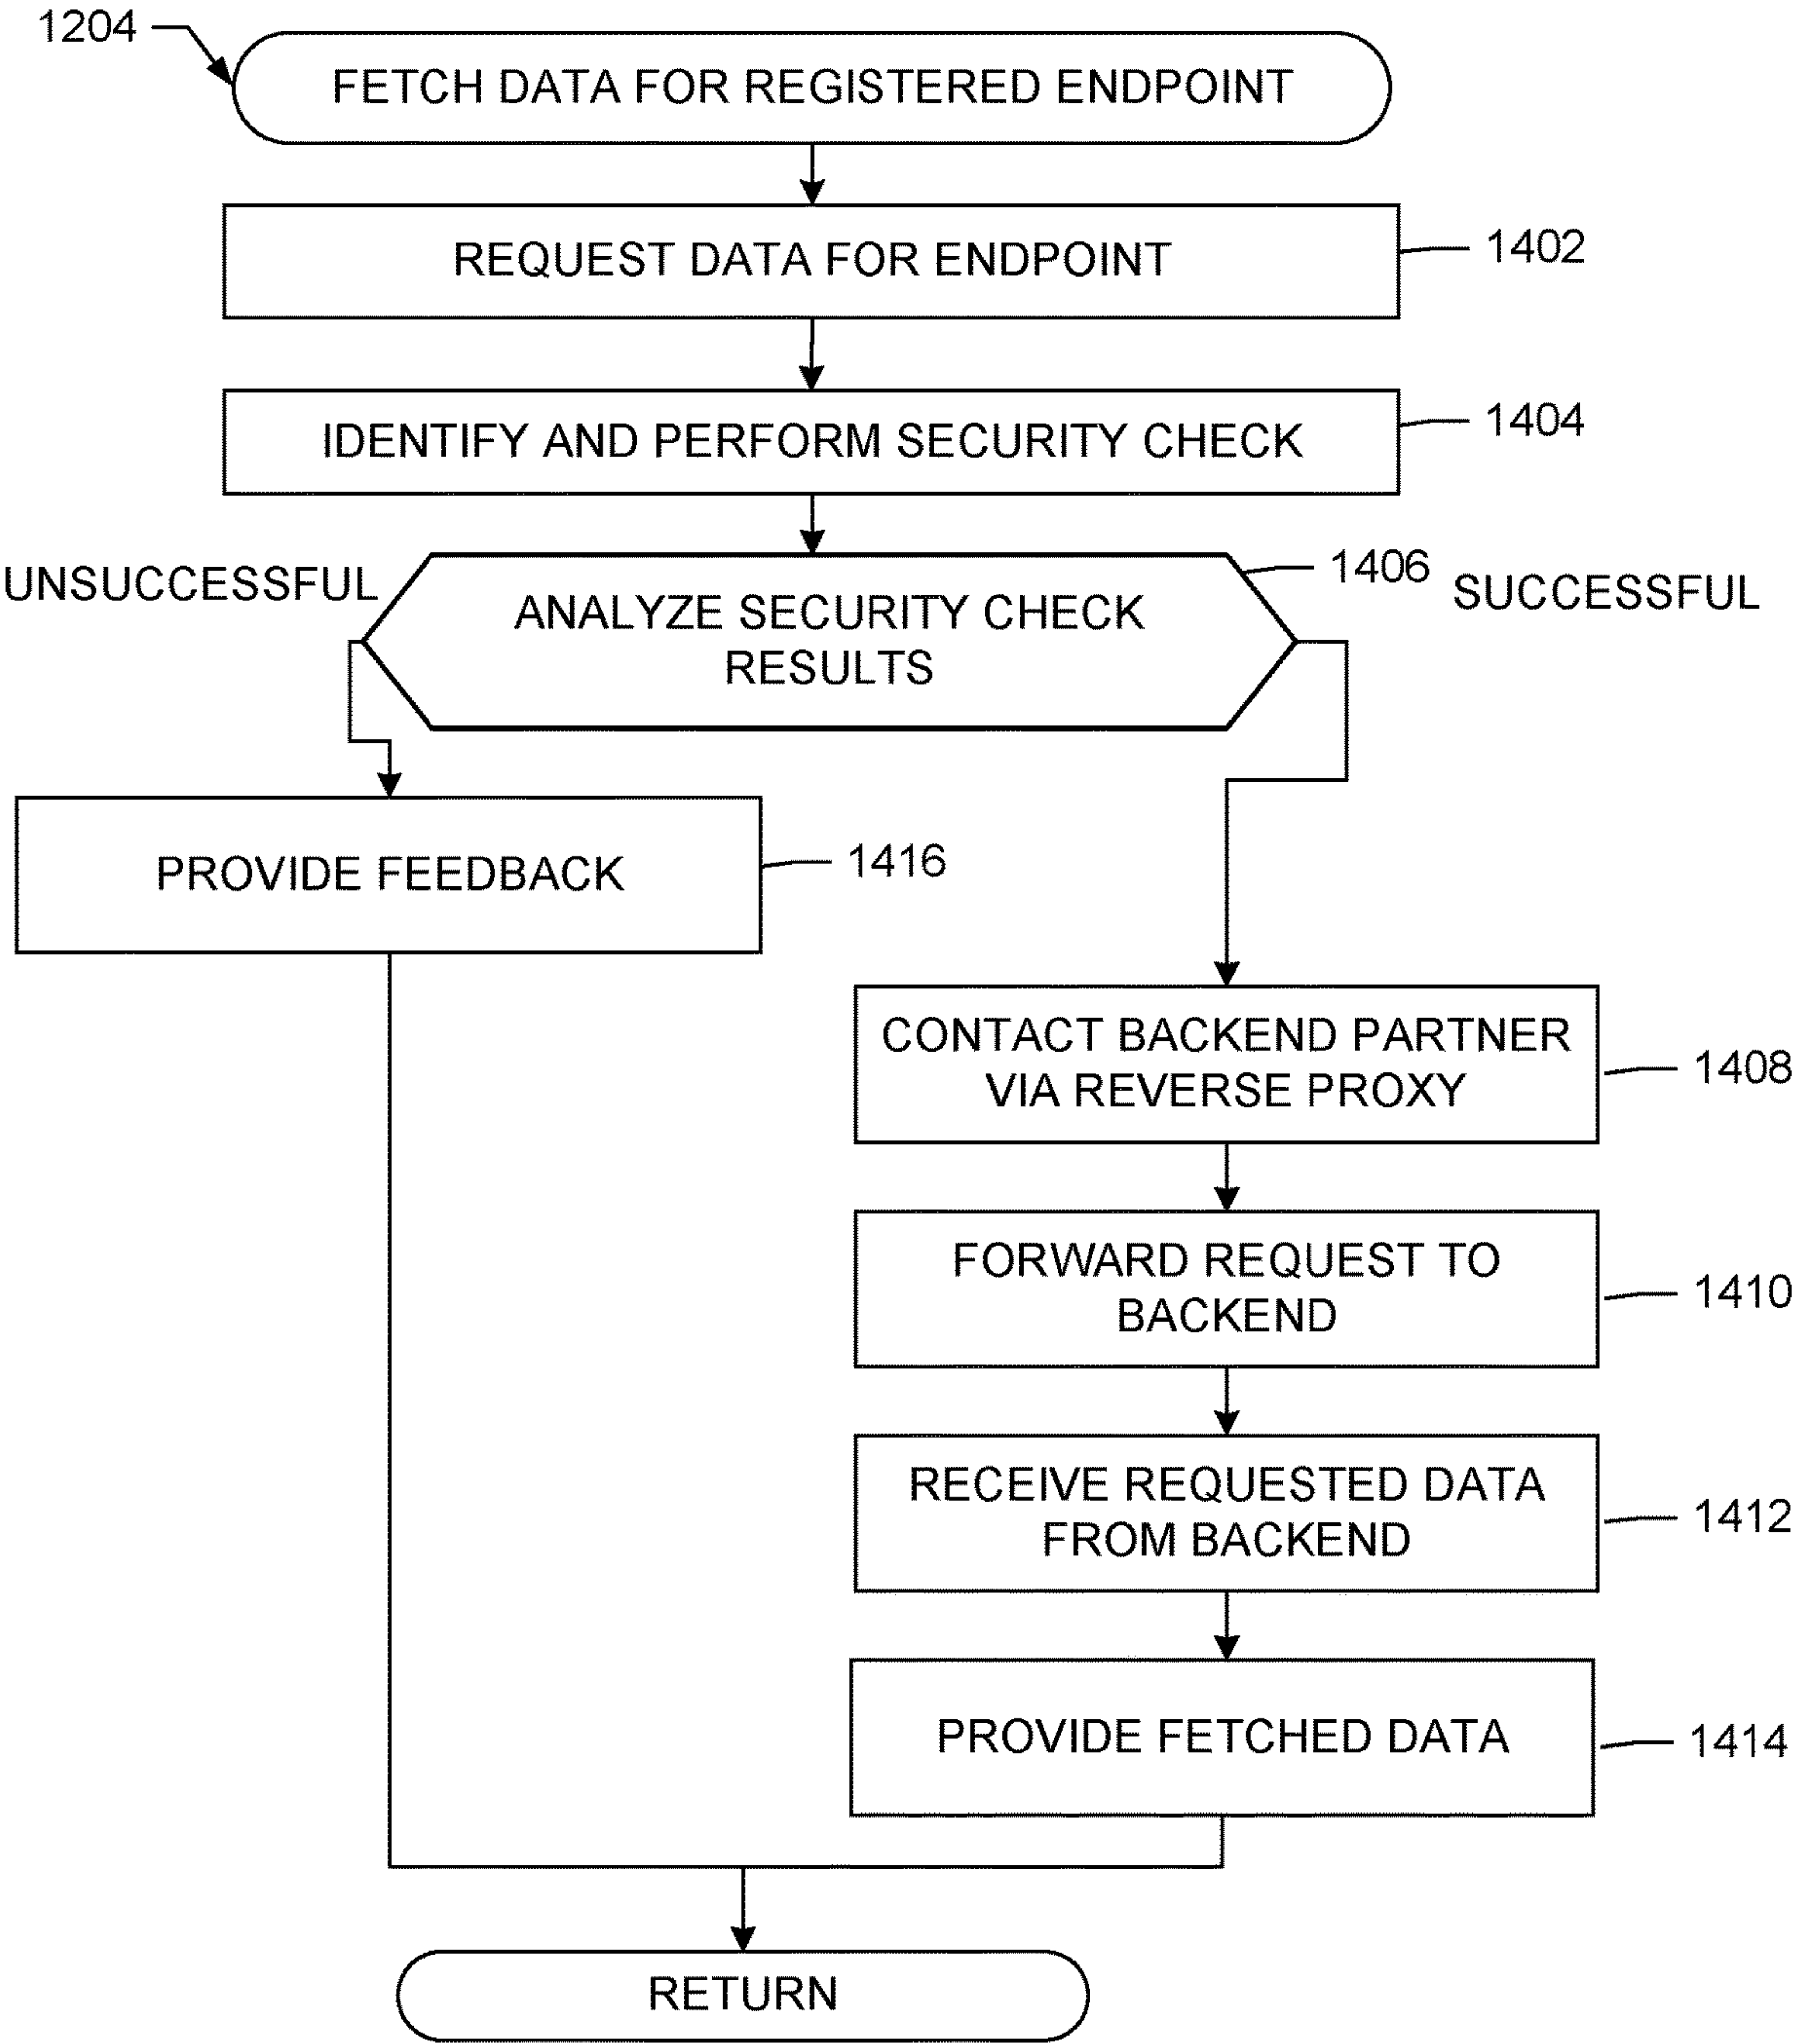 1204
FETCH DATA FOR REGISTERED ENDPOINT
REQUEST DATA FOR ENDPOINT
1402
IDENTIFY AND PERFORM SECURITY CHECK
1404
UNSUCCESSFUL
ANALYZE SECURITY CHECK
RESULTS
1406
SUCCESSFUL
PROVIDE FEEDBACK
1416
CONTACT BACKEND PARTNER
VIA REVERSE PROXY
1408
FORWARD REQUEST TO
BACKEND
1410
RECEIVE REQUESTED DATA
FROM BACKEND
1412
PROVIDE FETCHED DATA
1414
RETURN